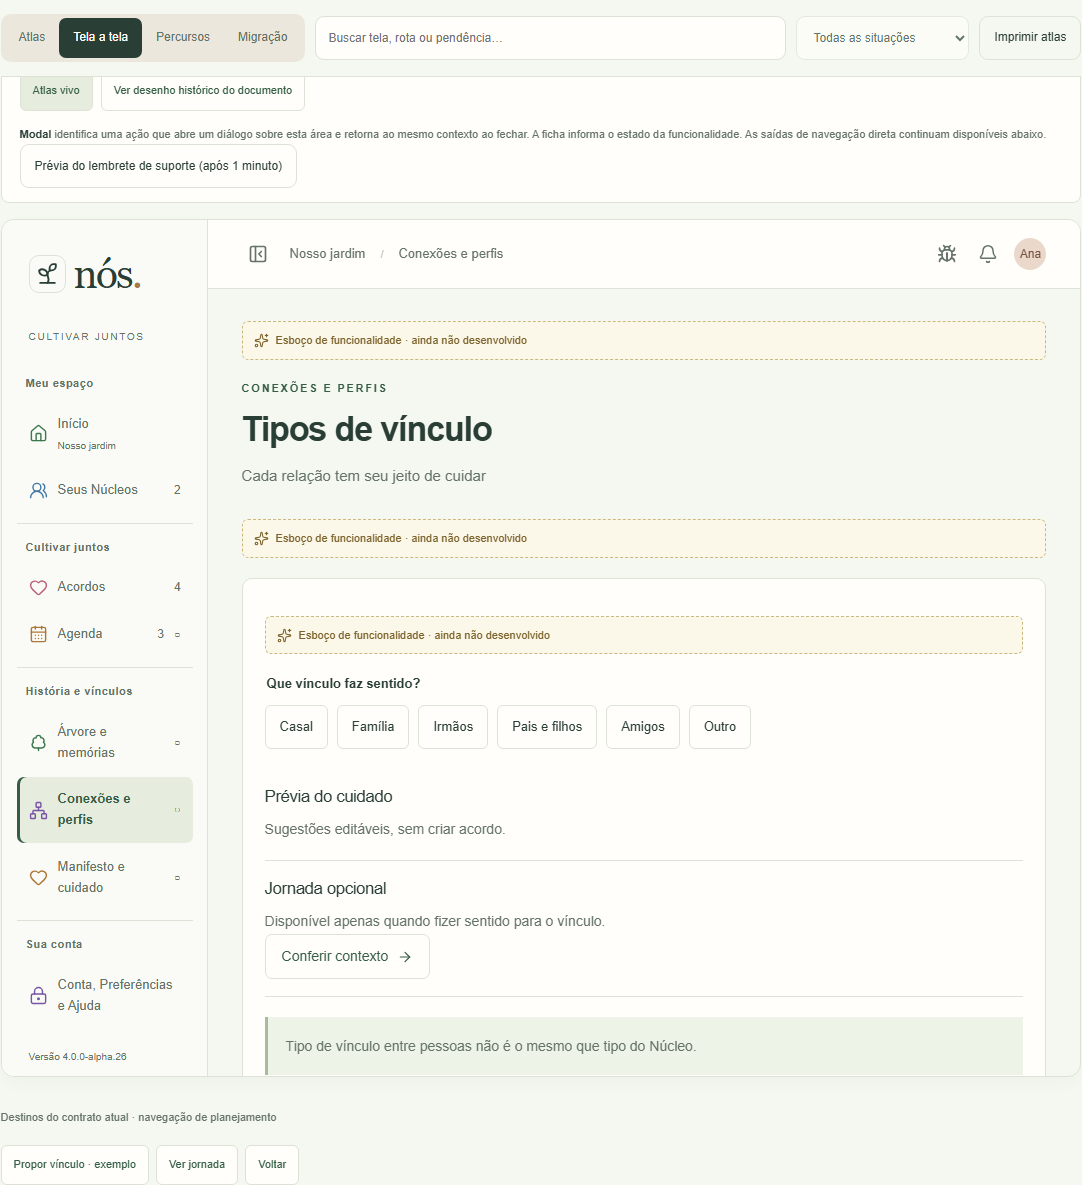 Atlas
Tela a tela
Percursos
Migração
Buscar tela, rota ou pendência...
Todas as situações
Imprimir atlas
Atlas vivo
Ver desenho histórico do documento
Modal identifica uma ação que abre um diálogo sobre esta área e retorna ao mesmo contexto ao fechar. A ficha informa o estado da funcionalidade. As saídas de navegação direta continuam disponíveis abaixo.
Prévia do lembrete de suporte (após 1 minuto)
nós.
CULTIVAR JUNTOS
Meu espaço
Início
Nosso jardim
Seus Núcleos 2
Cultivar juntos
Acordos 4
Agenda 3
História e vínculos
Árvore e
memórias
Conexões e
perfis
Manifesto e
cuidado
Sua conta
Conta, Preferências
e Ajuda
Versão 4.0.0-alpha.26
Nosso jardim / Conexões e perfis
Ana
Esboço de funcionalidade · ainda não desenvolvido
CONEXÕES E PERFIS
Tipos de vínculo
Cada relação tem seu jeito de cuidar
Esboço de funcionalidade · ainda não desenvolvido
Esboço de funcionalidade · ainda não desenvolvido
Que vínculo faz sentido?
Casal
Família
Irmãos
Pais e filhos
Amigos
Outro
Prévia do cuidado
Sugestões editáveis, sem criar acordo.
Jornada opcional
Disponível apenas quando fizer sentido para o vínculo.
Conferir contexto →
Tipo de vínculo entre pessoas não é o mesmo que tipo do Núcleo.
Destinos do contrato atual · navegação de planejamento
Propor vínculo · exemplo
Ver jornada
Voltar